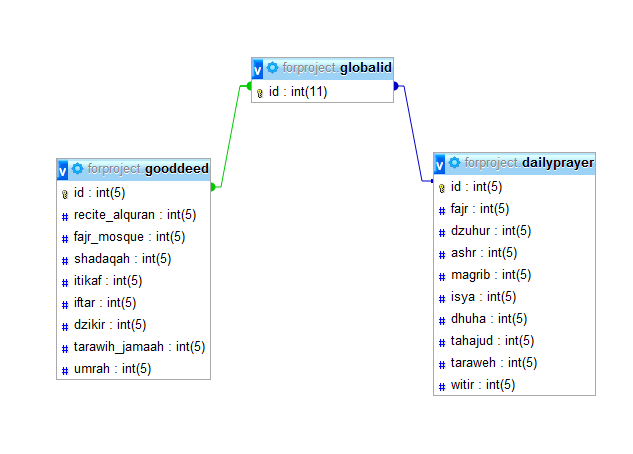 v forproject globalid
id : int(11)
v forproject gooddeed
id : int(5)
# recite_alquran : int(5)
# fajr_mosque : int(5)
# shadaqah : int(5)
# itikaf : int(5)
# iftar : int(5)
# dzikir : int(5)
# tarawih_jamaah : int(5)
# umrah : int(5)
v forproject dailyprayer
id : int(5)
# fajr : int(5)
# dzuhur : int(5)
# ashr : int(5)
# magrib : int(5)
# isya : int(5)
# dhuha : int(5)
# tahajud : int(5)
# taraweh : int(5)
# witir : int(5)